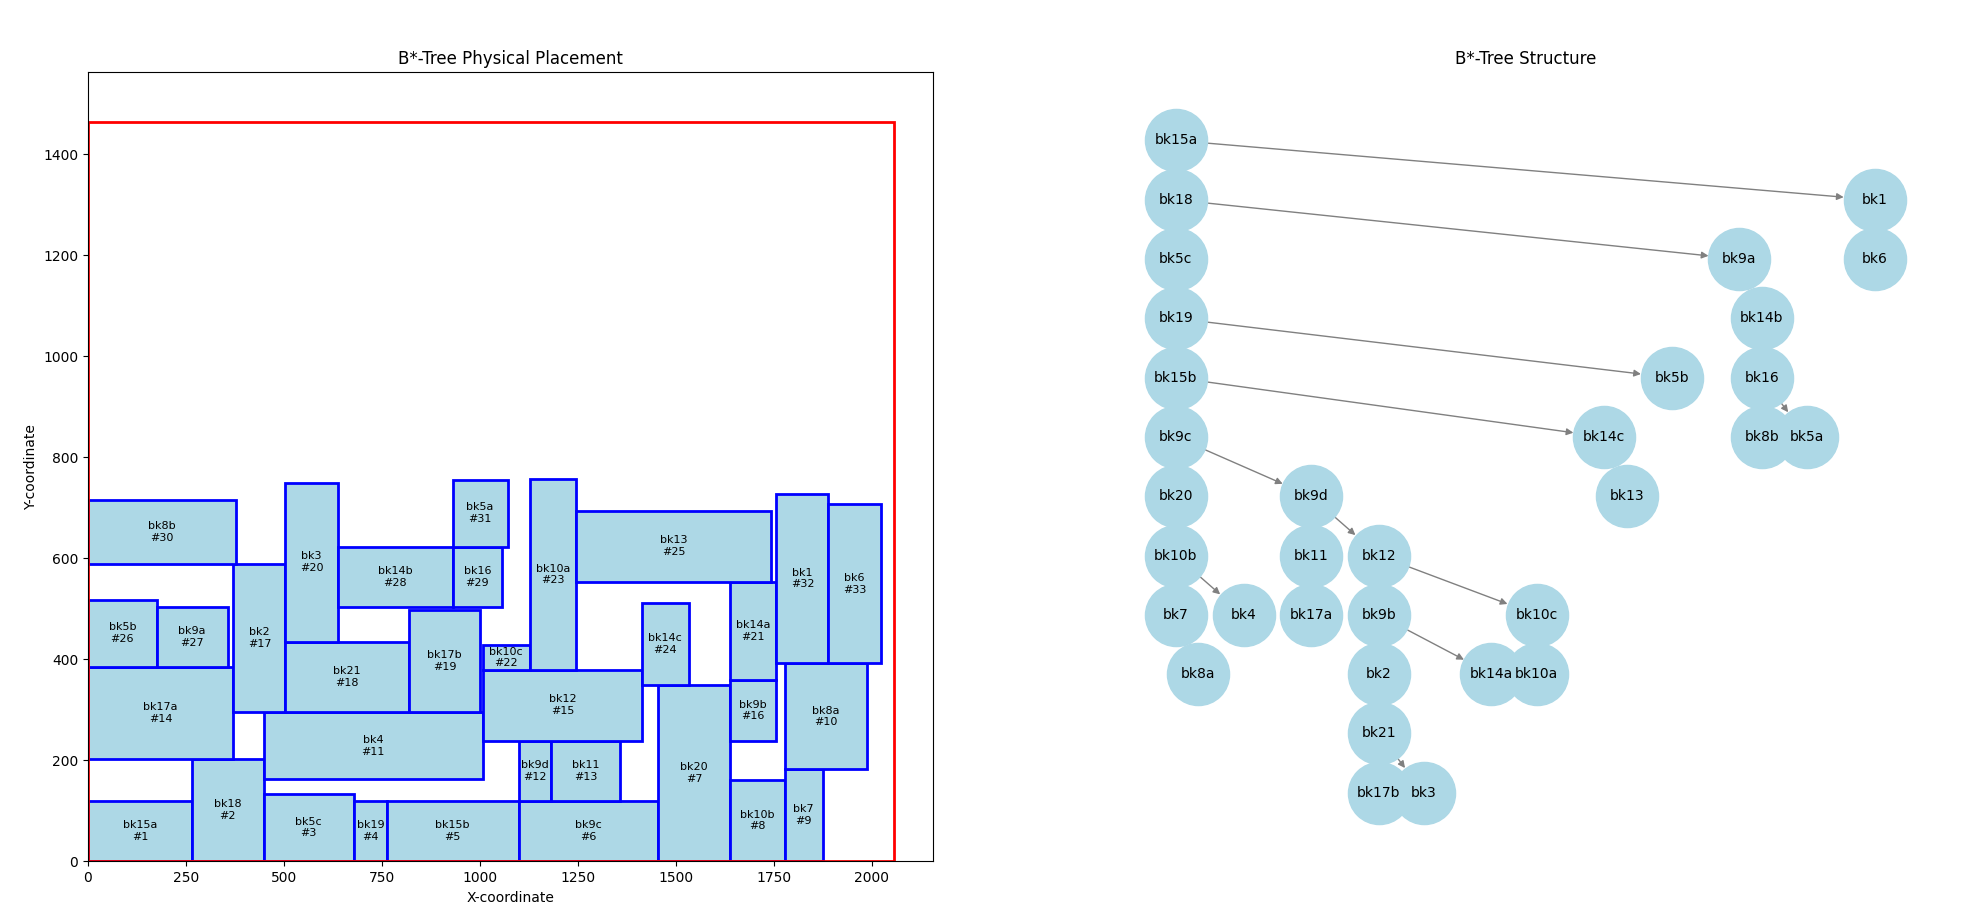 B*-Tree Physical Placement
Y-coordinate
1400
1200
1000
800
600
400
200
0
bk8b
#30
bk3
#20
bk5a
#31
bk14b
#28
bk16
#29
bk10a
#23
bk13
#25
bk1
#32
bk6
#33
bk5b
#26
bk9a
#27
bk2
#17
bk21
#18
bk17b
#19
bk10c
#22
bk14c
#24
bk14a
#21
bk17a
#14
bk4
#11
bk12
#15
bk9b
#16
bk8a
#10
bk9d
#12
bk11
#13
bk20
#7
bk15a
#1
bk18
#2
bk5c
#3
bk19
#4
bk15b
#5
bk9c
#6
bk10b
#8
bk7
#9
0 250 500 750 1000 1250 1500 1750 2000
X-coordinate
B*-Tree Structure
bk15a
bk18 bk1
bk5c bk9a bk6
bk19 bk14b
bk15b bk5b bk16
bk9c bk14c bk8b bk5a
bk20 bk9d bk13
bk10b bk11 bk12
bk7 bk4 bk17a bk9b bk10c
bk8a bk2 bk14a bk10a
bk21
bk17b bk3